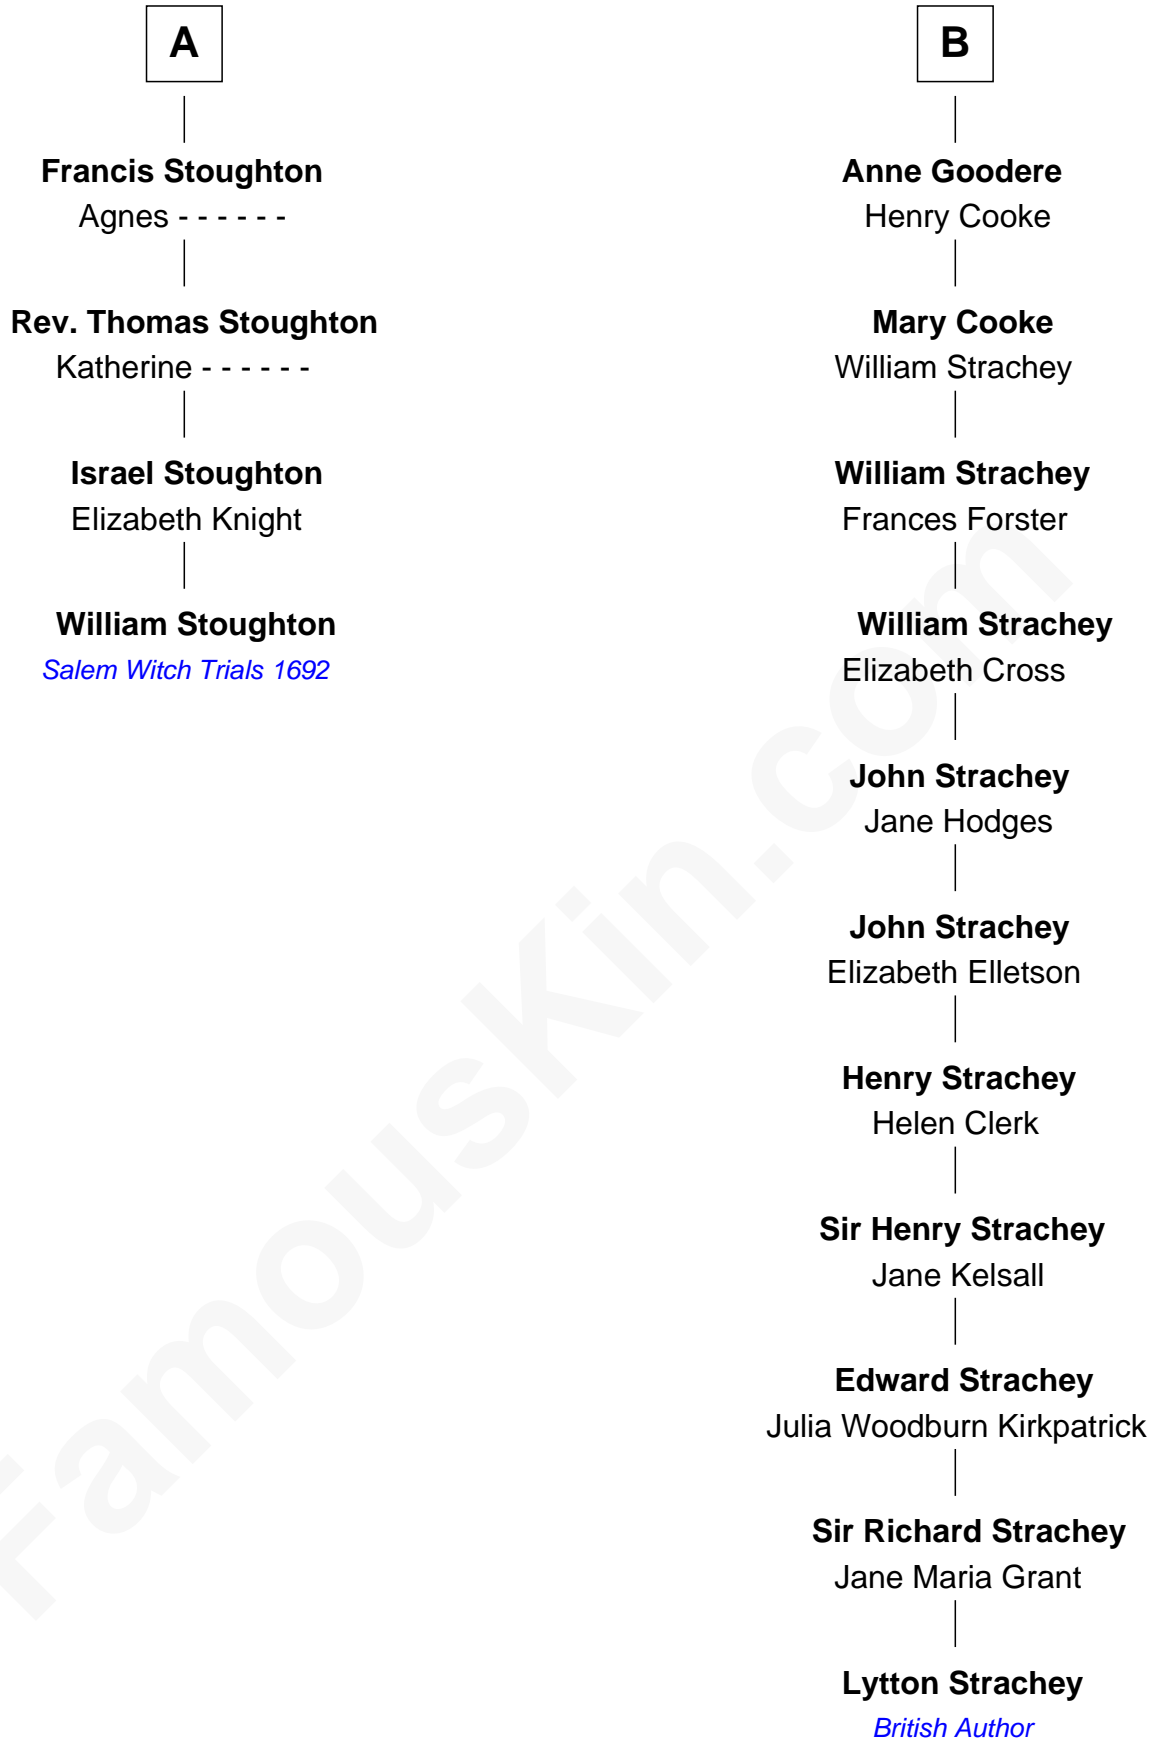 A
Francis Stoughton
Agnes - - - - - -
Rev. Thomas Stoughton
Katherine - - - - - -
Israel Stoughton
Elizabeth Knight
William Stoughton
Salem Witch Trials 1692
B
Anne Goodere
Henry Cooke
Mary Cooke
William Strachey
William Strachey
Frances Forster
William Strachey
Elizabeth Cross
John Strachey
Jane Hodges
John Strachey
Elizabeth Elletson
Henry Strachey
Helen Clerk
Sir Henry Strachey
Jane Kelsall
Edward Strachey
Julia Woodburn Kirkpatrick
Sir Richard Strachey
Jane Maria Grant
Lytton Strachey
British Author
FamousKin.com